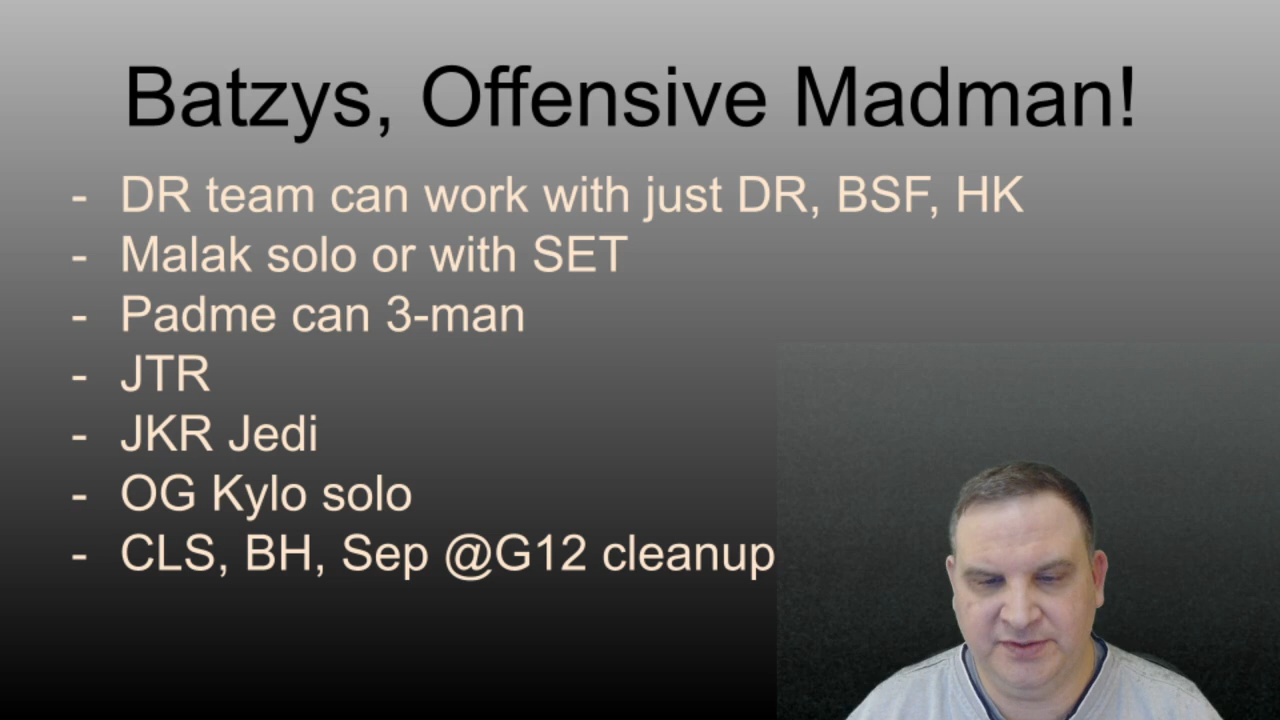 Batzys, Offensive Madman!
- DR team can work with just DR, BSF, HK
- Malak solo or with SET
- Padme can 3-man
- JTR
- JKR Jedi
- OG Kylo solo
- CLS, BH, Sep @G12 cleanup